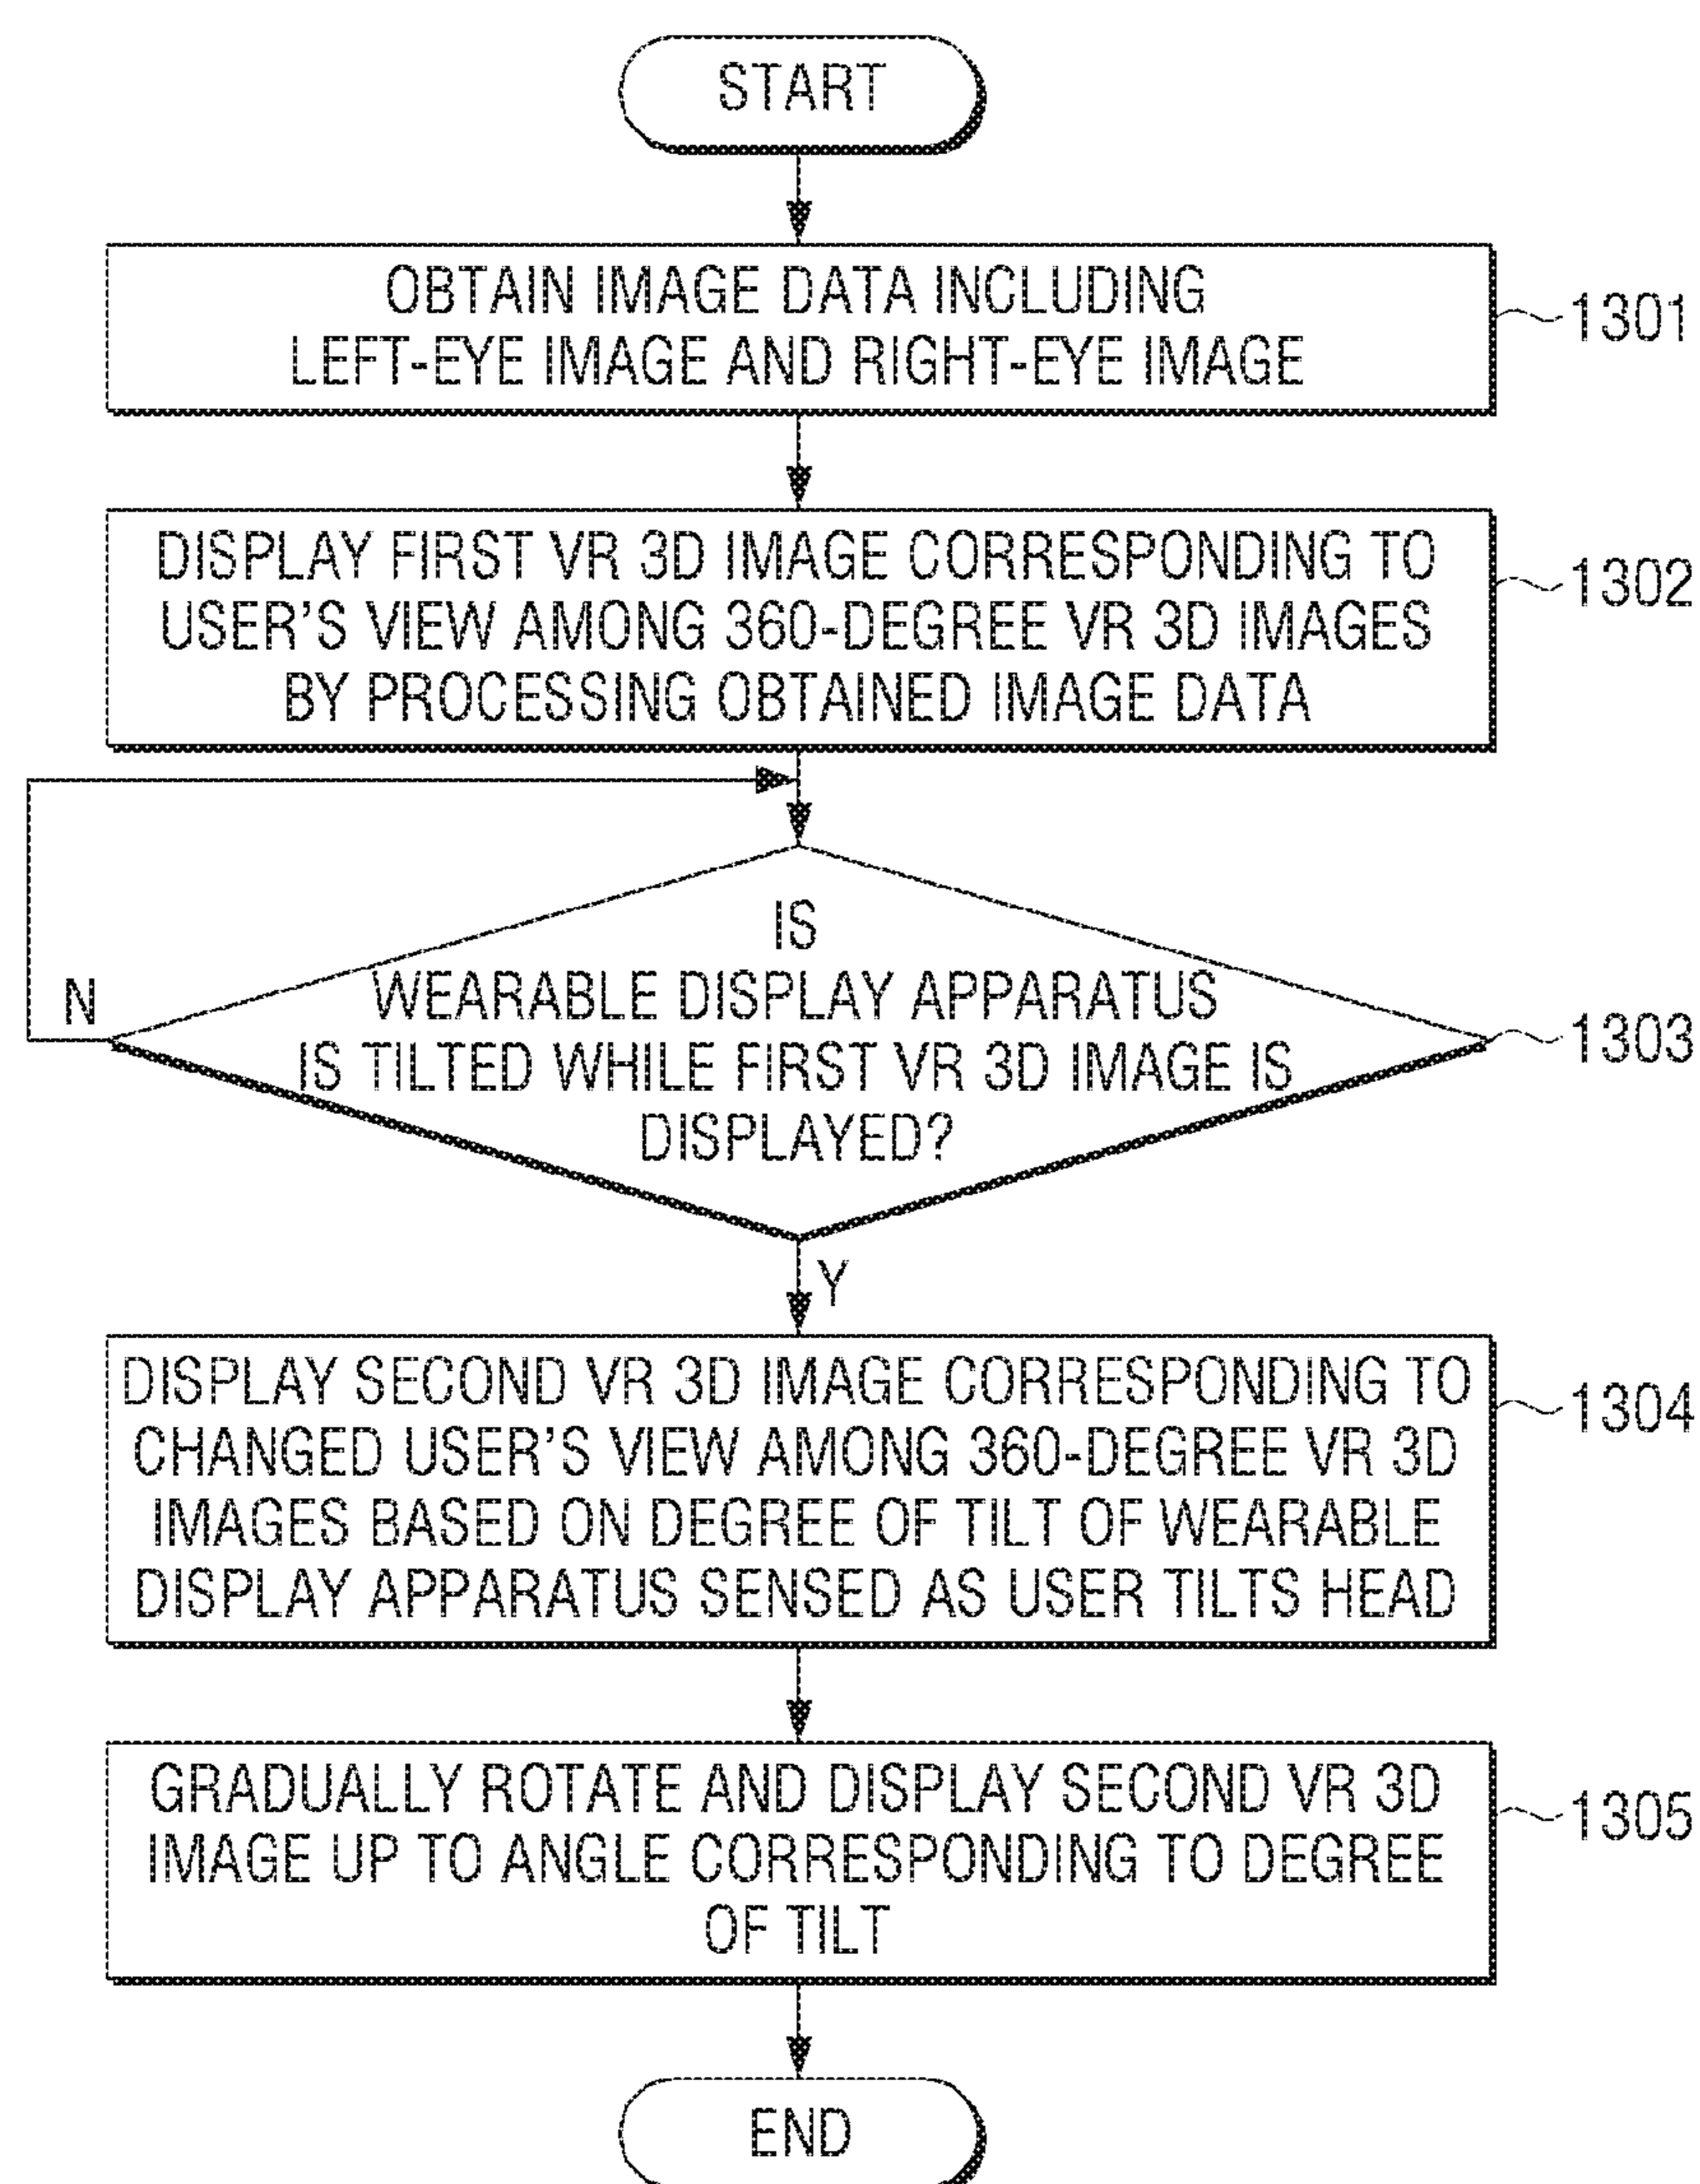 START
OBTAIN IMAGE DATA INCLUDING
LEFT-EYE IMAGE AND RIGHT-EYE IMAGE
1301
DISPLAY FIRST VR 3D IMAGE CORRESPONDING TO
USER'S VIEW AMONG 360-DEGREE VR 3D IMAGES
BY PROCESSING OBTAINED IMAGE DATA
1302
IS
WEARABLE DISPLAY APPARATUS
IS TILTED WHILE FIRST VR 3D IMAGE IS
DISPLAYED?
1303
N
Y
DISPLAY SECOND VR 3D IMAGE CORRESPONDING TO
CHANGED USER'S VIEW AMONG 360-DEGREE VR 3D
IMAGES BASED ON DEGREE OF TILT OF WEARABLE
DISPLAY APPARATUS SENSED AS USER TILTS HEAD
1304
GRADUALLY ROTATE AND DISPLAY SECOND VR 3D
IMAGE UP TO ANGLE CORRESPONDING TO DEGREE
OF TILT
1305
END